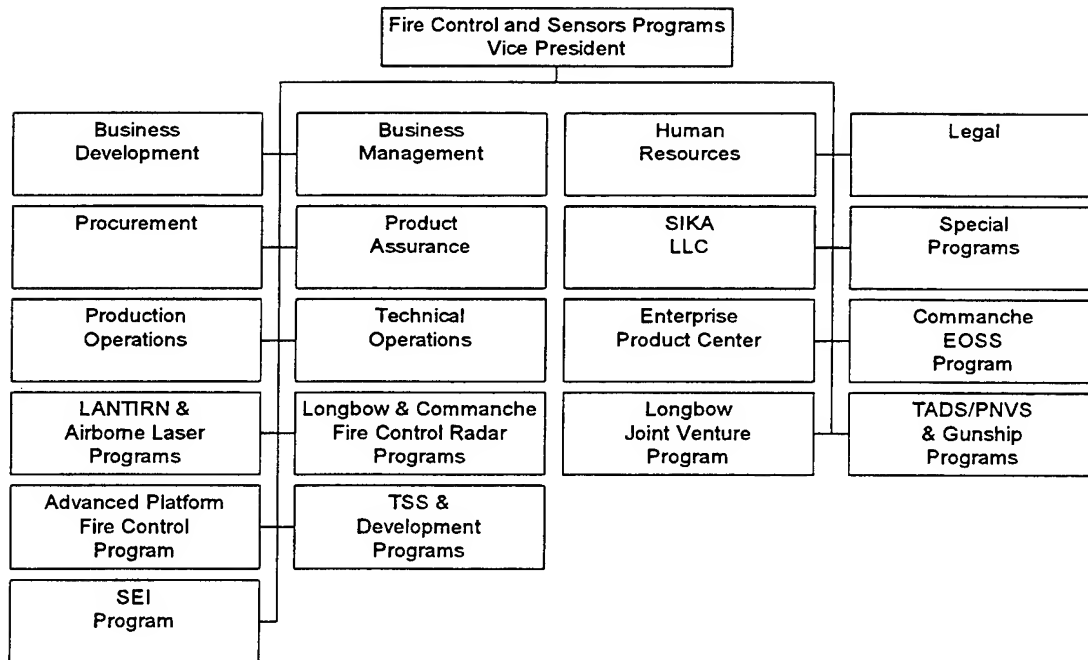 Fire Control and Sensors Programs
Vice President
Business
Development
Business
Management
Human
Resources
Legal
Procurement
Product
Assurance
SIKA
LLC
Special
Programs
Production
Operations
Technical
Operations
Enterprise
Product Center
Commanche
EOSS
Program
LANTIRN &
Airborne Laser
Programs
Longbow & Commanche
Fire Control Radar
Programs
Longbow
Joint Venture
Program
TADS/PNVS
& Gunship
Programs
Advanced Platform
Fire Control
Program
TSS &
Development
Programs
SEI
Program